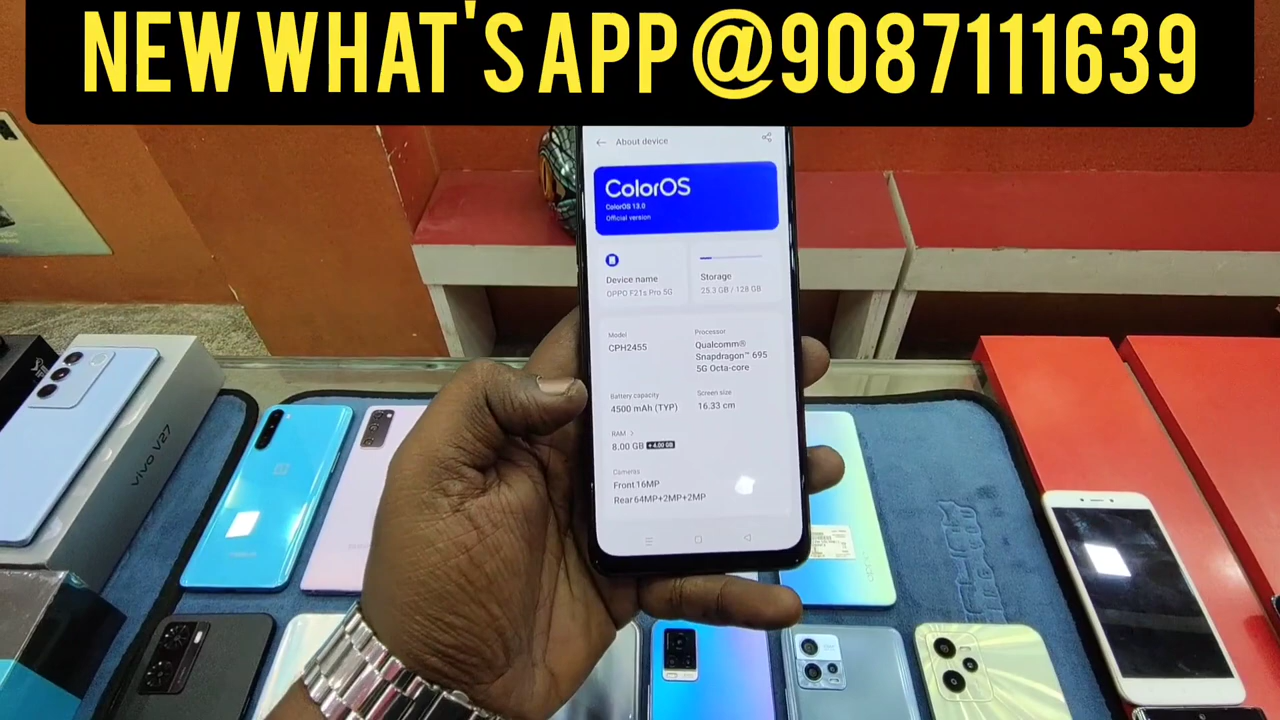 NEW WHAT'S APP @9087111639
About device
ColorOS
ColorOS 13.0
Official version
Device name
OPPO F21s Pro 5G
Storage
25.3 GB / 128 GB
Model
CPH2455
Processor
Qualcomm®
Snapdragon™ 695
5G Octa-core
Battery capacity
4500 mAh (TYP)
Screen size
16.33 cm
RAM >
8.00 GB + 4.00 GB
Cameras
Front 16MP
Rear 64MP+2MP+2MP
vivo V27
oppo